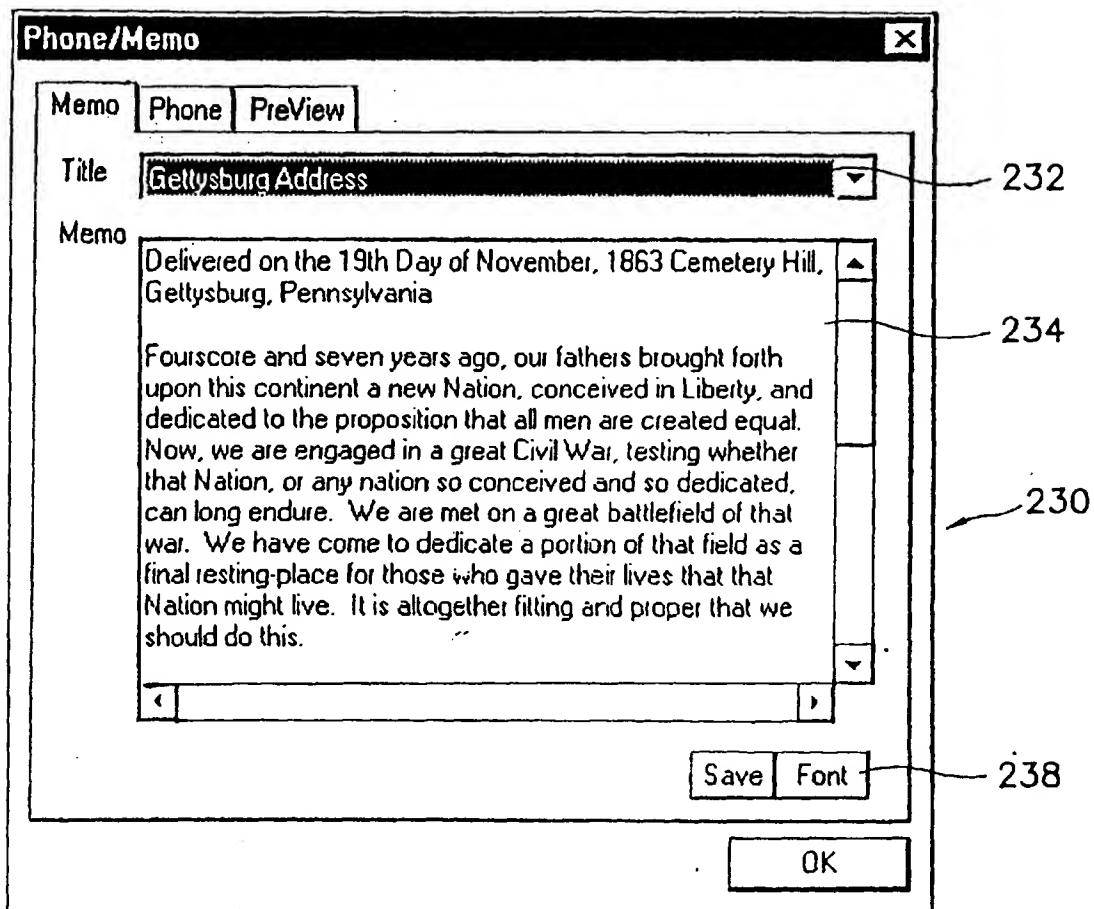 Phone/Memo
Memo Phone PreView
Title Gettysburg Address 232
Memo
Delivered on the 19th Day of November, 1863 Cemetery Hill,
Gettysburg, Pennsylvania
234
Fourscore and seven years ago, our fathers brought forth
upon this continent a new Nation, conceived in Liberty, and
dedicated to the proposition that all men are created equal.
Now, we are engaged in a great Civil War, testing whether
that Nation, or any nation so conceived and so dedicated,
can long endure. We are met on a great battlefield of that
230
war. We have come to dedicate a portion of that field as a
final resting-place for those who gave their lives that that
Nation might live. It is altogether fitting and proper that we
should do this.
Save Font 238
OK